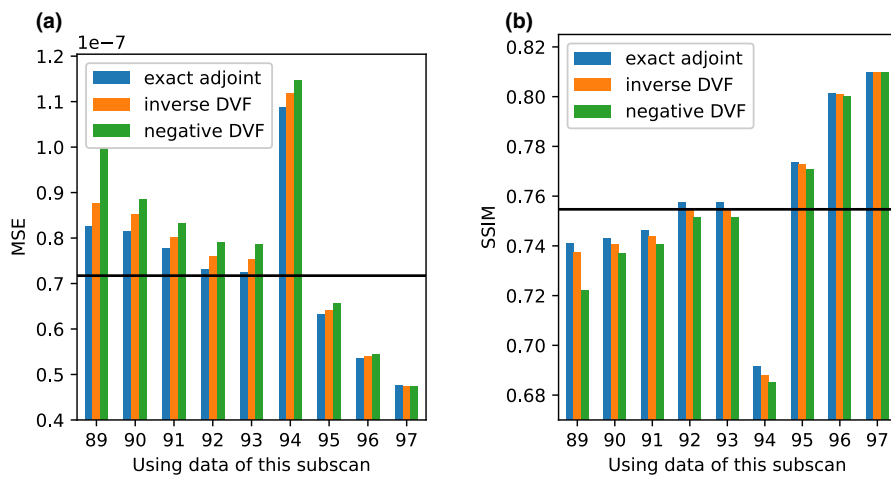 (a)
1e−7
1.2
1.1
1.0
0.9
0.8
0.7
0.6
0.5
0.4
MSE
exact adjoint
inverse DVF
negative DVF
89 90 91 92 93 94 95 96 97
Using data of this subscan
(b)
0.82
0.80
0.78
0.76
0.74
0.72
0.70
0.68
SSIM
exact adjoint
inverse DVF
negative DVF
89 90 91 92 93 94 95 96 97
Using data of this subscan